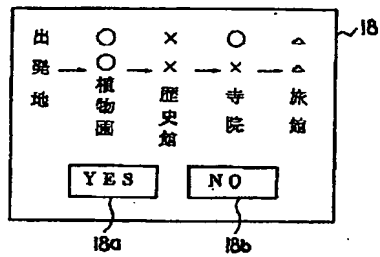 出発地 → ○○植物園 → ××歴史館 → ○×寺院 → △△旅館
YES NO
18
18a 18b